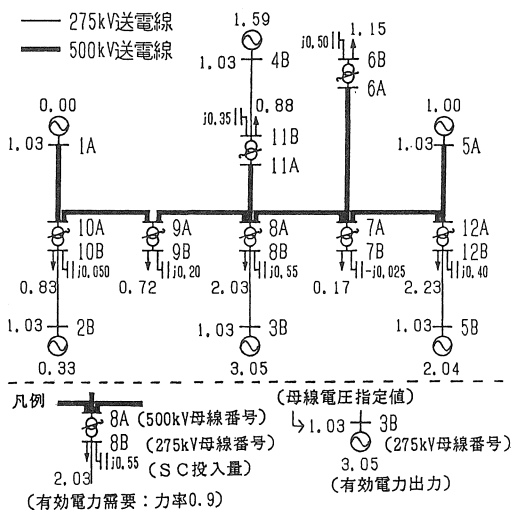 275kV送電線
500kV送電線
1.59
1.03 4B
j0.50 1.15
6B
6A
j0.35 0.88
11B
11A
0.00
1.03 1A
1.00
1.03 5A
10A 9A 8A 7A 12A
10B 9B 8B 7B 12B
j0.050 j0.20 j0.55 -j0.025 j0.40
0.83 0.72 2.03 0.17 2.23
1.03 2B 1.03 3B 1.03 5B
0.33 3.05 2.04
凡例
8A (500kV母線番号)
8B (275kV母線番号)
j0.55 (SC投入量)
2.03
(有効電力需要:力率0.9)
(母線電圧指定値)
↳1.03 3B
(275kV母線番号)
3.05
(有効電力出力)